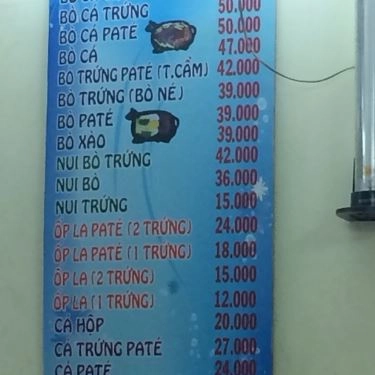 BÒ CÁ TRỨNG 50.000
BÒ CÁ PATE 50.000
BÒ CÁ 47.000
BÒ TRỨNG PATÉ (T.CẦM) 42.000
BÒ TRỨNG (BÒ NÉ) 39.000
BÒ PATÉ 39.000
BÒ XÀO 39.000
NUI BÒ TRỨNG 42.000
NUI BÒ 36.000
NUI TRỨNG 15.000
ỐP LA PATÉ (2 TRỨNG) 24.000
ỐP LA PATÉ (1 TRỨNG) 18.000
ỐP LA (2 TRỨNG) 15.000
ỐP LA (1 TRỨNG) 12.000
CÁ HỘP 20.000
CÁ TRỨNG PATÉ 27.000
CÁ PATE 24.000